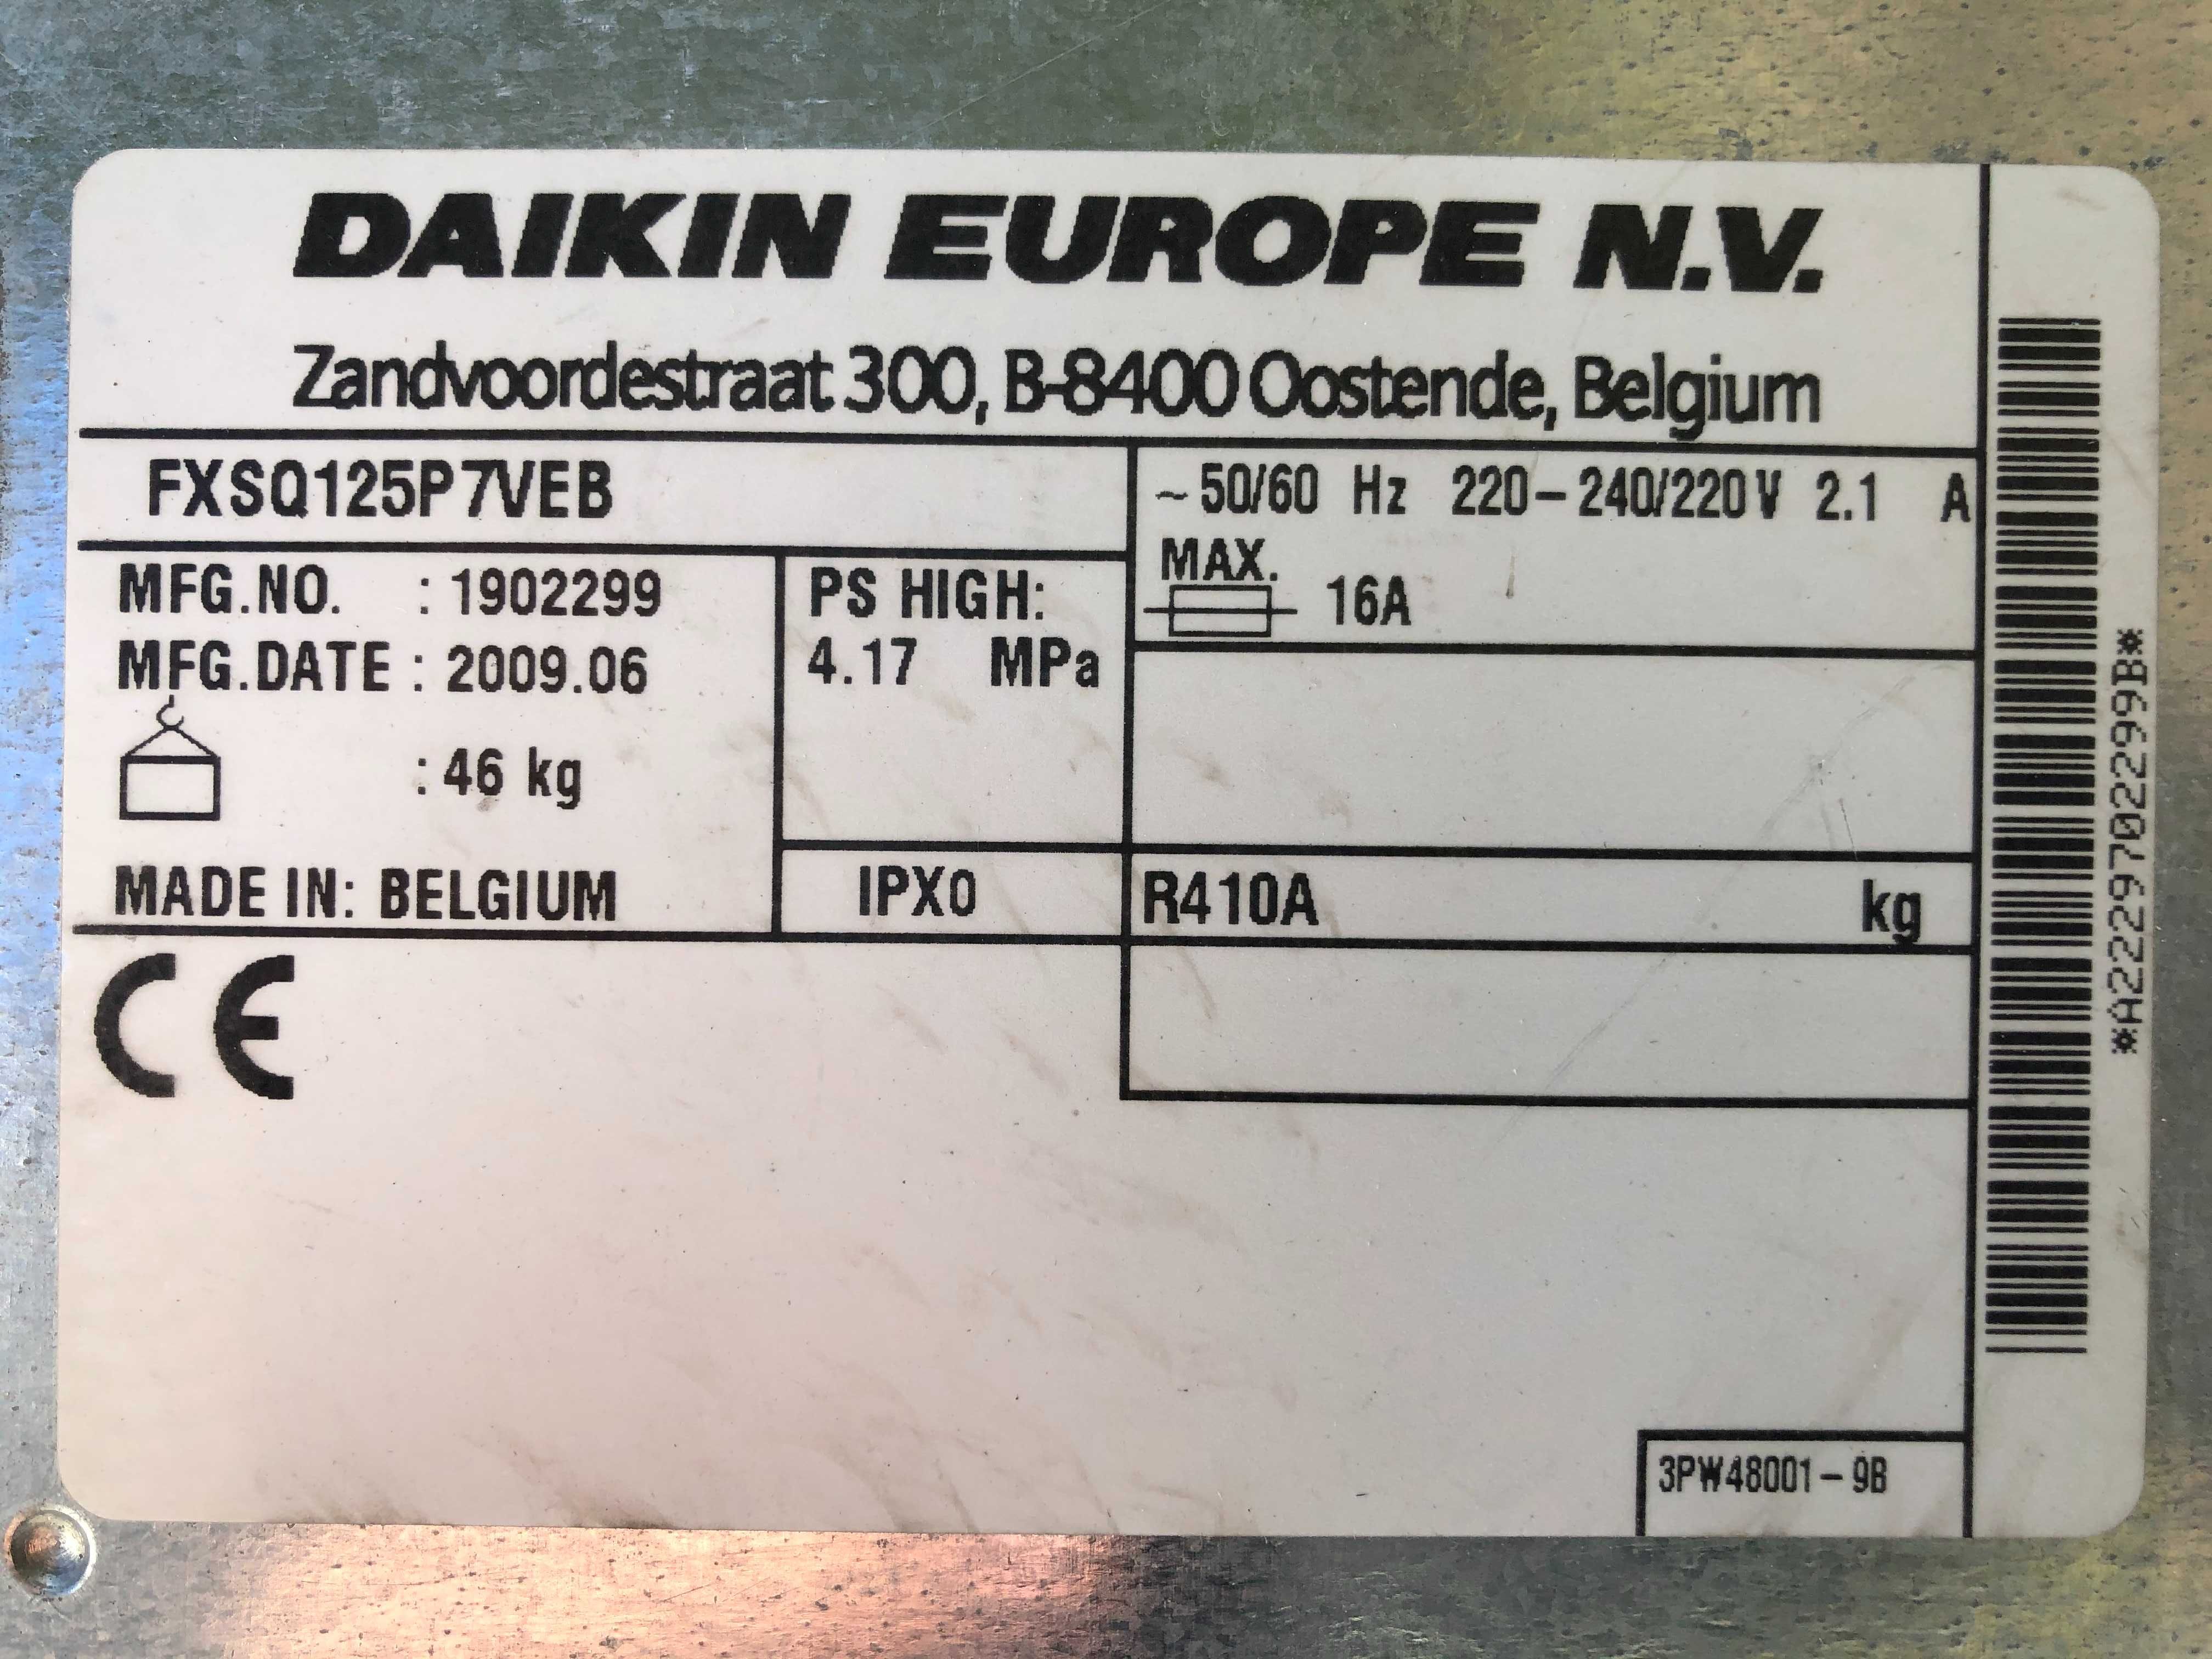 DAIKIN EUROPE N.V.
Zandvoordestraat 300, B-8400 Oostende, Belgium
FXSQ125P7VEB
~ 50/60 Hz 220-240/220V 2.1 A
MAX. 16A
MFG.NO. : 1902299
MFG.DATE : 2009.06
: 46 kg
MADE IN: BELGIUM
PS HIGH:
4.17 MPa
IPX0
R410A kg
CE
3PW48001-9B
*A2229702299B*